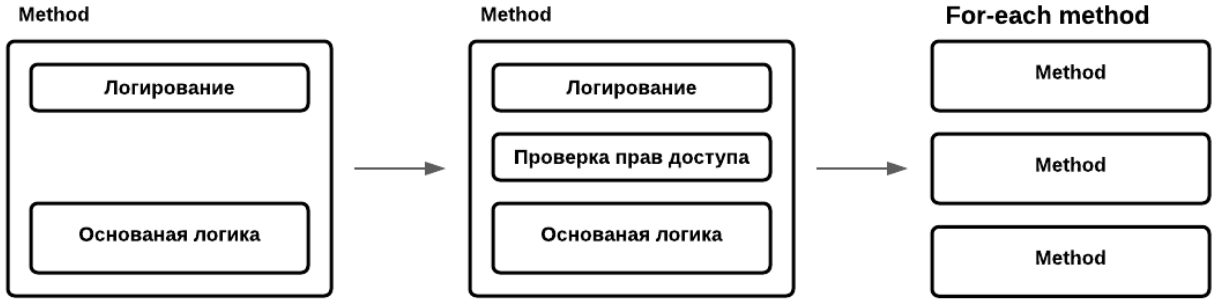 Method
Логирование
Основаная логика
Method
Логирование
Проверка прав доступа
Основаная логика
For-each method
Method
Method
Method